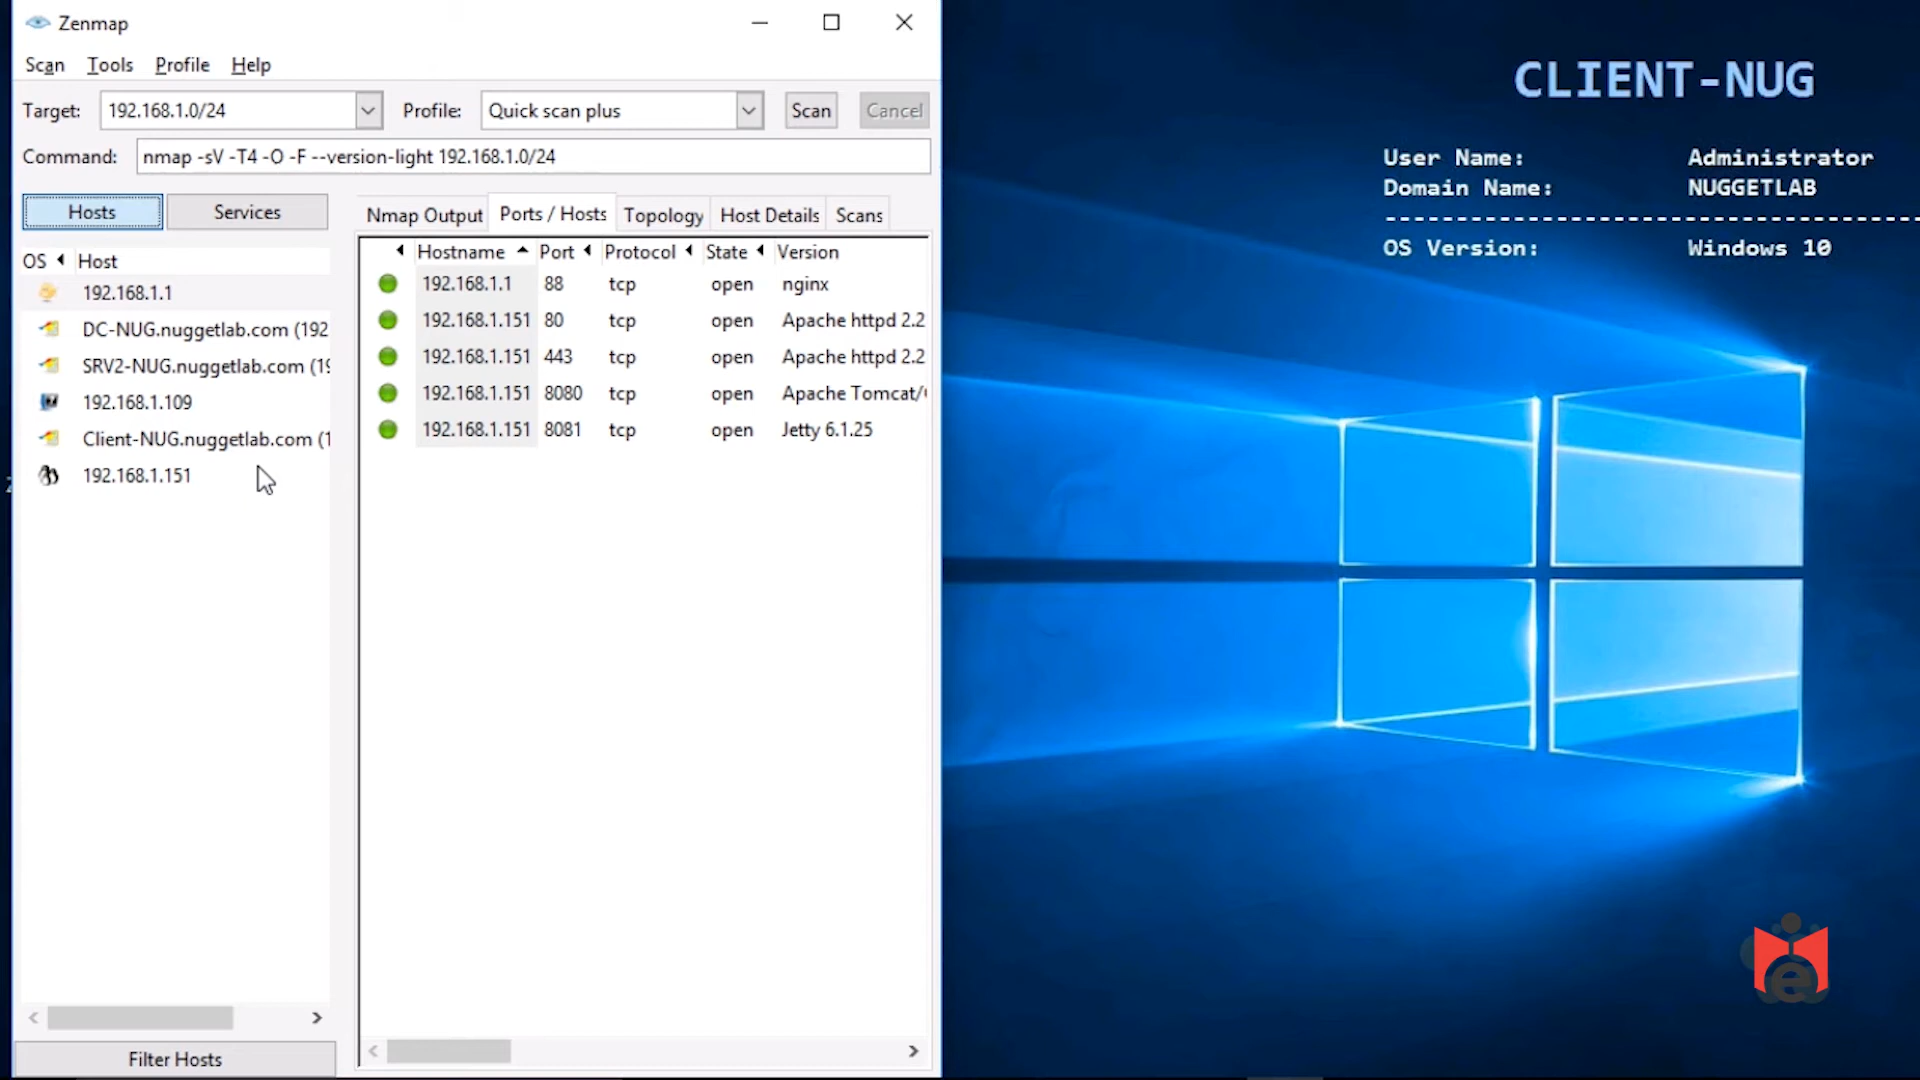 Zenmap
Scan Tools Profile Help
Target: 192.168.1.0/24 Profile: Quick scan plus Scan Cancel
Command: nmap -sV -T4 -O -F --version-light 192.168.1.0/24
Hosts Services
Nmap Output Ports / Hosts Topology Host Details Scans
OS Host
192.168.1.1
DC-NUG.nuggetlab.com (192
SRV2-NUG.nuggetlab.com (19
192.168.1.109
Client-NUG.nuggetlab.com (1
192.168.1.151
Filter Hosts
Hostname Port Protocol State Version
192.168.1.1 88 tcp open nginx
192.168.1.151 80 tcp open Apache httpd 2.2
192.168.1.151 443 tcp open Apache httpd 2.2
192.168.1.151 8080 tcp open Apache Tomcat/
192.168.1.151 8081 tcp open Jetty 6.1.25
CLIENT-NUG
User Name: Administrator
Domain Name: NUGGETLAB
-------------------------------------
OS Version: Windows 10
e